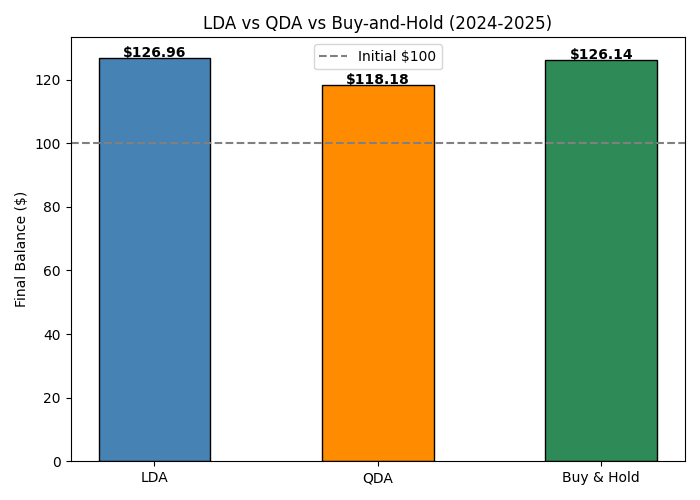 LDA vs QDA vs Buy-and-Hold (2024-2025)
$126.96
$118.18
$126.14
Initial $100
Final Balance ($)
120
100
80
60
40
20
0
LDA
QDA
Buy & Hold